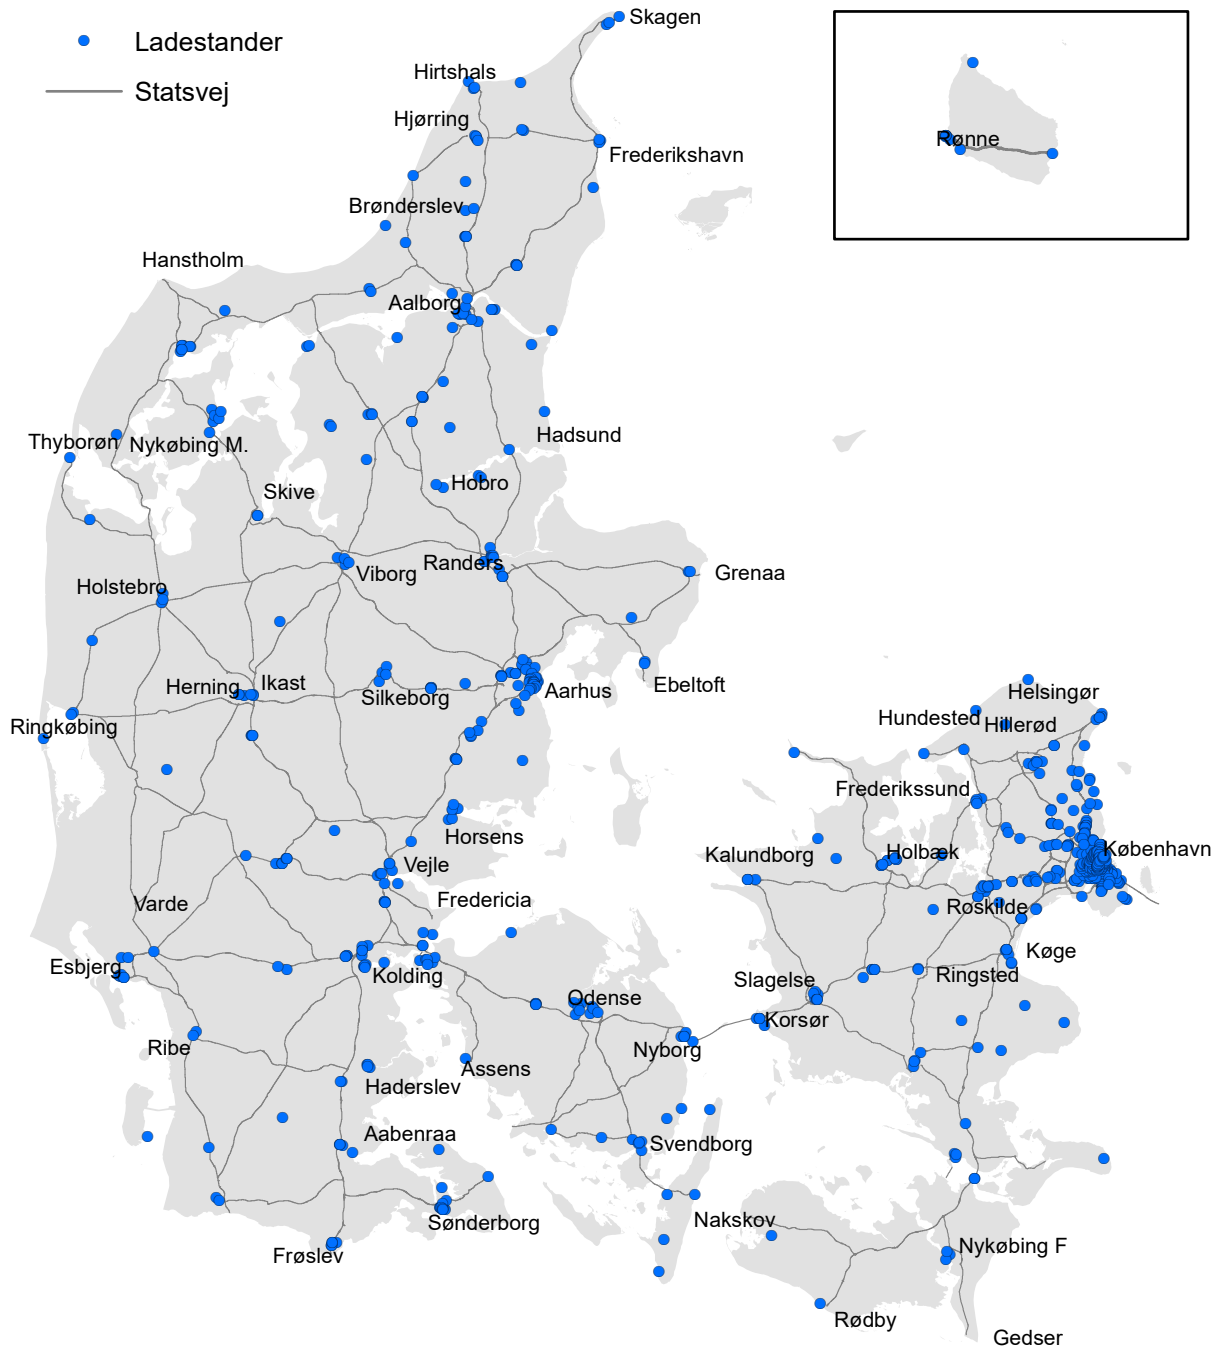 Skagen
Ladestander
Hirtshals
Statsvej
Hjørring
Rønne
Frederikshavn
Brønderslev
Hanstholm
Aalborg
Hadsund
Thyborøn
Nykøbing M.
Hobro
Skive
Randers
Viborg
Grenaa
Holstebro
Ikast
Herning
Silkeborg
Aarhus
Ebeltoft
Helsingør
Ringkøbing
Hundested
Hillerød
Frederikssund
Horsens
København
Kalundborg
Holbæk
Vejle
Fredericia
Varde
Røskilde
Esbjerg
Kolding
Køge
Slagelse
Ringsted
Odense
Korsør
Ribe
Nyborg
Assens
Haderslev
Aabenraa
Svendborg
Sønderborg
Nakskov
Frøslev
Nykøbing F
Rødby
Gedser